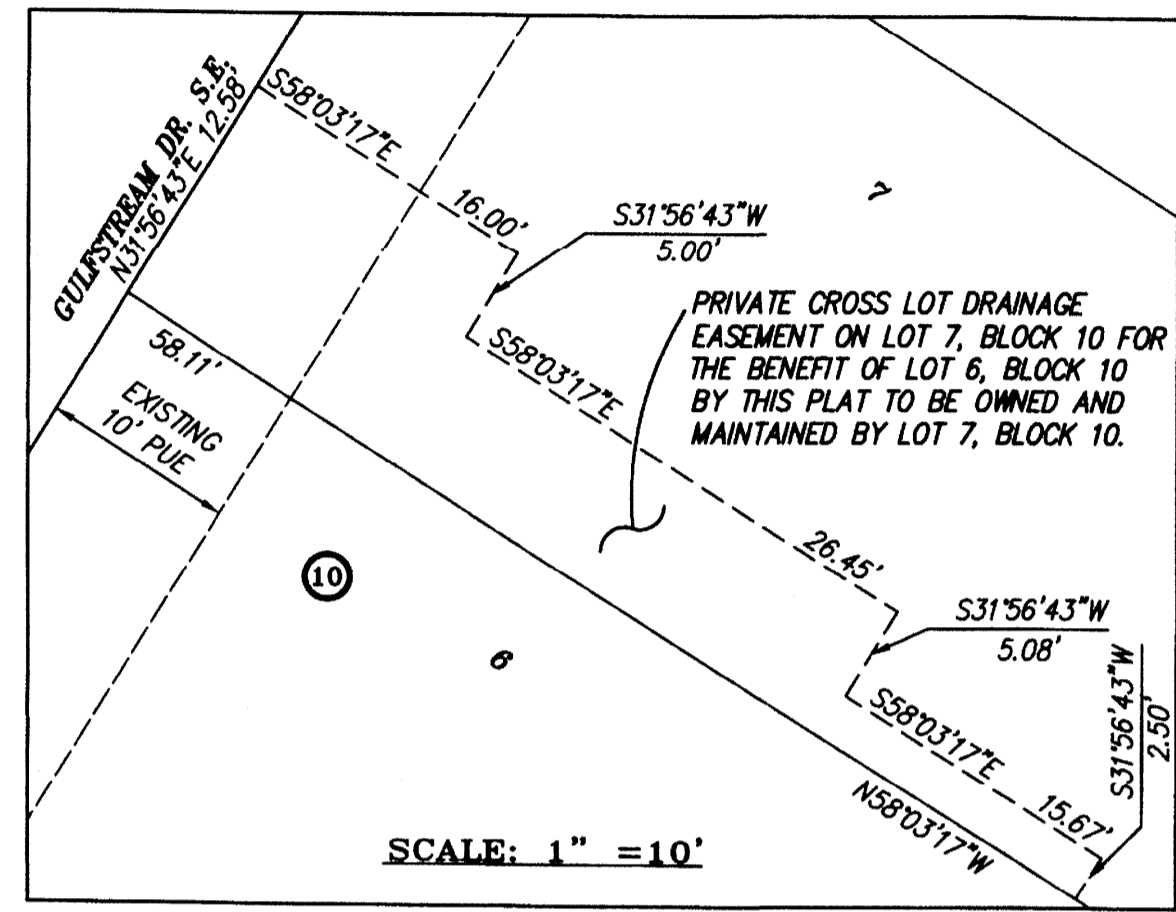 GULFSTREAM DR. S.E.
N31°56'43"E 12.58'
S58°03'17"E
16.00'
S31°56'43"W
5.00'
7
PRIVATE CROSS LOT DRAINAGE
EASEMENT ON LOT 7, BLOCK 10 FOR
THE BENEFIT OF LOT 6, BLOCK 10
BY THIS PLAT TO BE OWNED AND
MAINTAINED BY LOT 7, BLOCK 10.
58.11'
EXISTING
10' PUE
S58°03'17"E
26.45'
10
6
S31°56'43"W
5.08'
S31°56'43"W
2.50'
S58°03'17"E
15.67'
N58°03'17"W
SCALE: 1" =10'